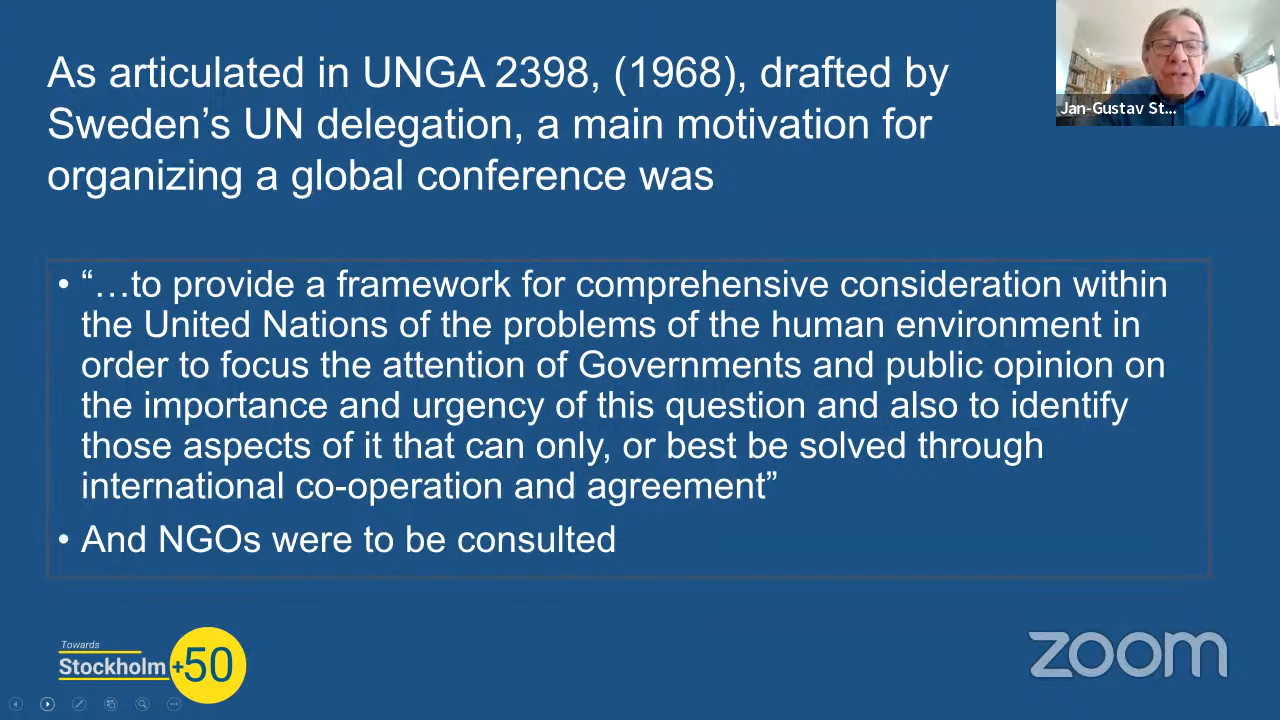 As articulated in UNGA 2398, (1968), drafted by
Sweden’s UN delegation, a main motivation for
organizing a global conference was
Jan-Gustav St...
• “…to provide a framework for comprehensive consideration within
the United Nations of the problems of the human environment in
order to focus the attention of Governments and public opinion on
the importance and urgency of this question and also to identify
those aspects of it that can only, or best be solved through
international co-operation and agreement”
• And NGOs were to be consulted
Towards
Stockholm+50
zoom